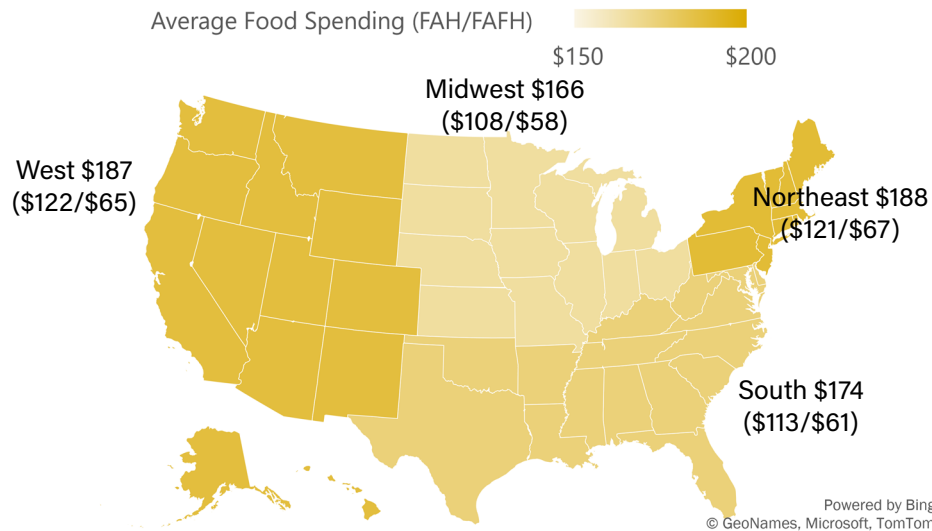 Average Food Spending (FAH/FAFH)
$150 $200
Midwest $166
($108/$58)
West $187
($122/$65)
Northeast $188
($121/$67)
South $174
($113/$61)
Powered by Bing
© GeoNames, Microsoft, TomTom